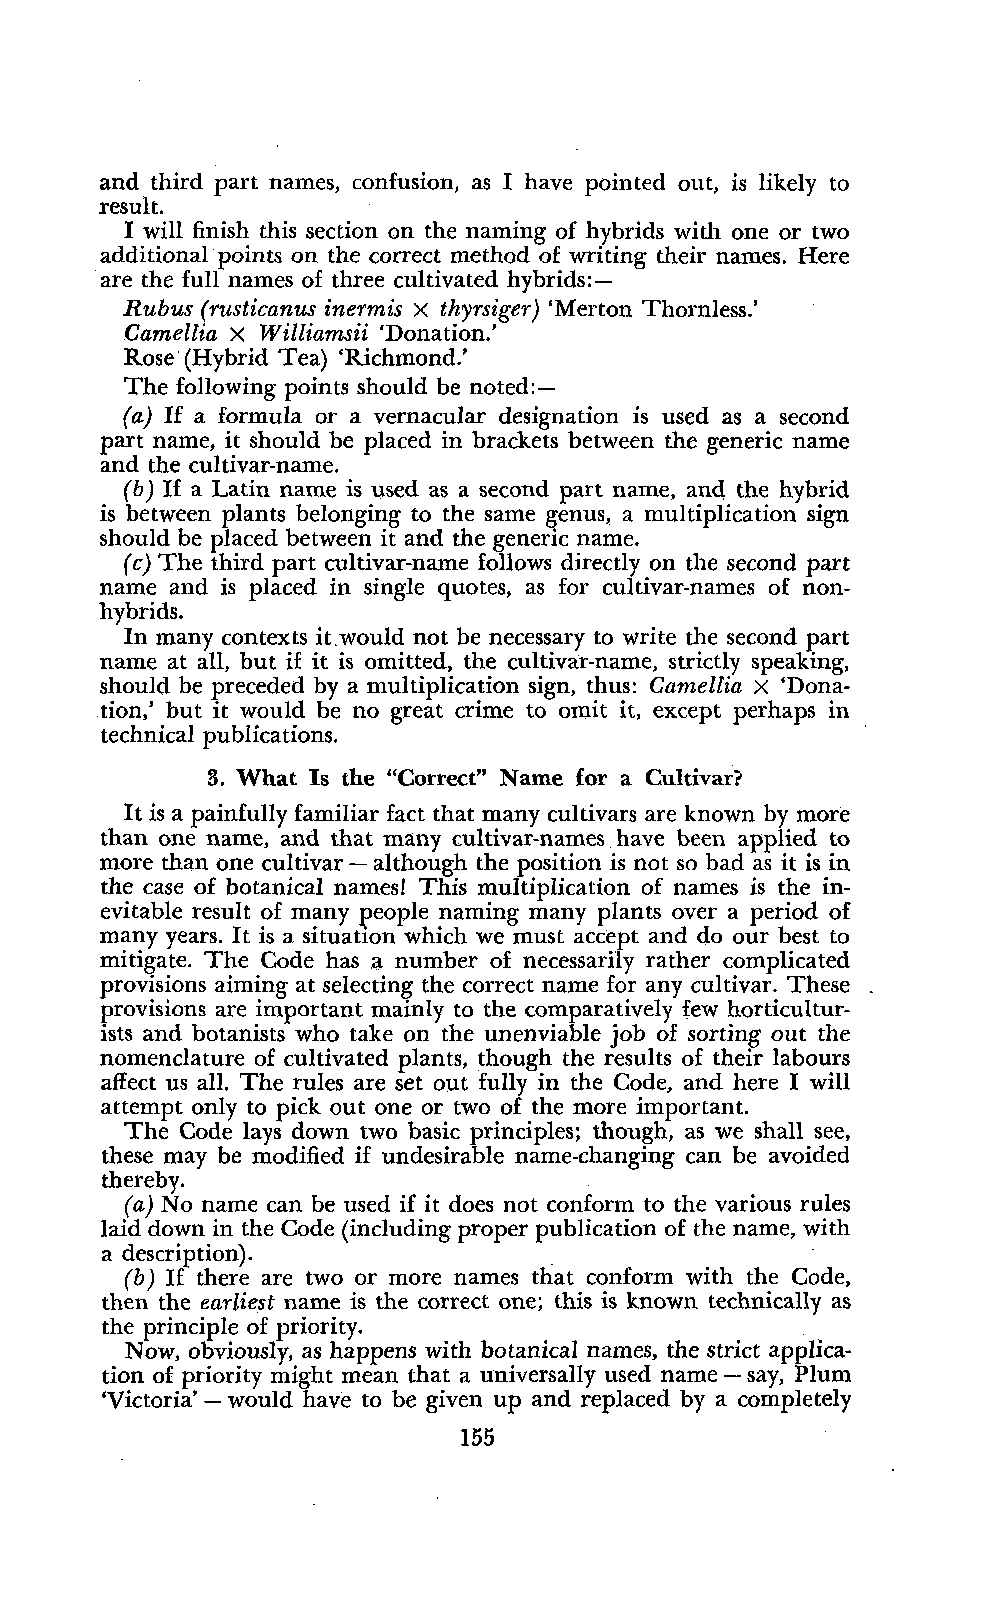 and third part names, confusion, as I have pointed out, is likely to
result.
I will finish this section on the naming of hybrids with one or two
additional points on the correct method of writing their names. Here
are the full names of three cultivated hybrids:—
Rubus (rusticanus inermis × thyrsiger) ‘Merton Thornless.’
Camellia × Williamsii ‘Donation.’
Rose (Hybrid Tea) ‘Richmond.’
The following points should be noted:—
(a) If a formula or a vernacular designation is used as a second
part name, it should be placed in brackets between the generic name
and the cultivar-name.
(b) If a Latin name is used as a second part name, and the hybrid
is between plants belonging to the same genus, a multiplication sign
should be placed between it and the generic name.
(c) The third part cultivar-name follows directly on the second part
name and is placed in single quotes, as for cultivar-names of non-
hybrids.
In many contexts it would not be necessary to write the second part
name at all, but if it is omitted, the cultivar-name, strictly speaking,
should be preceded by a multiplication sign, thus: Camellia × ‘Dona-
tion,’ but it would be no great crime to omit it, except perhaps in
technical publications.
3. What Is the “Correct” Name for a Cultivar?
It is a painfully familiar fact that many cultivars are known by more
than one name, and that many cultivar-names have been applied to
more than one cultivar — although the position is not so bad as it is in
the case of botanical names! This multiplication of names is the in-
evitable result of many people naming many plants over a period of
many years. It is a situation which we must accept and do our best to
mitigate. The Code has a number of necessarily rather complicated
provisions aiming at selecting the correct name for any cultivar. These
provisions are important mainly to the comparatively few horticultur-
ists and botanists who take on the unenviable job of sorting out the
nomenclature of cultivated plants, though the results of their labours
affect us all. The rules are set out fully in the Code, and here I will
attempt only to pick out one or two of the more important.
The Code lays down two basic principles; though, as we shall see,
these may be modified if undesirable name-changing can be avoided
thereby.
(a) No name can be used if it does not conform to the various rules
laid down in the Code (including proper publication of the name, with
a description).
(b) If there are two or more names that conform with the Code,
then the earliest name is the correct one; this is known technically as
the principle of priority.
Now, obviously, as happens with botanical names, the strict applica-
tion of priority might mean that a universally used name — say, Plum
‘Victoria’ — would have to be given up and replaced by a completely
155